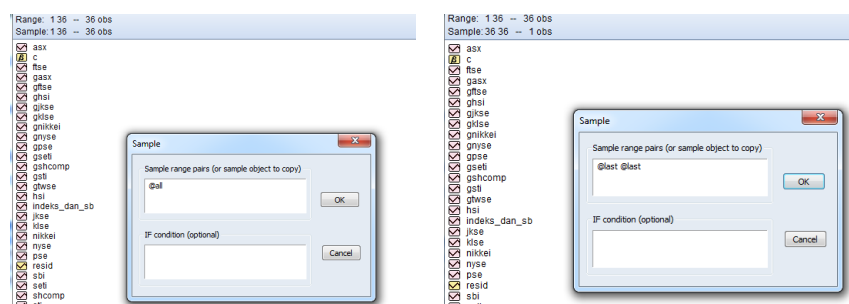 Range: 1 36 -- 36 obs
Sample: 1 36 -- 36 obs
asx
c
ftse
gasx
gftse
ghsi
gjkse
gklse
gnikkei
gnyse
gpse
gseti
gshcomp
gsti
gtwse
hsi
indeks_dan_sb
jkse
klse
nikkei
nyse
pse
resid
sbi
seti
shcomp
Sample
Sample range pairs (or sample object to copy)
@all
OK
IF condition (optional)
Cancel
Range: 1 36 -- 36 obs
Sample: 36 36 -- 1 obs
asx
c
ftse
gasx
gftse
ghsi
gjkse
gklse
gnikkei
gnyse
gpse
gseti
gshcomp
gsti
gtwse
hsi
indeks_dan_sb
jkse
klse
nikkei
nyse
pse
resid
sbi
Sample
Sample range pairs (or sample object to copy)
@last @last
OK
IF condition (optional)
Cancel